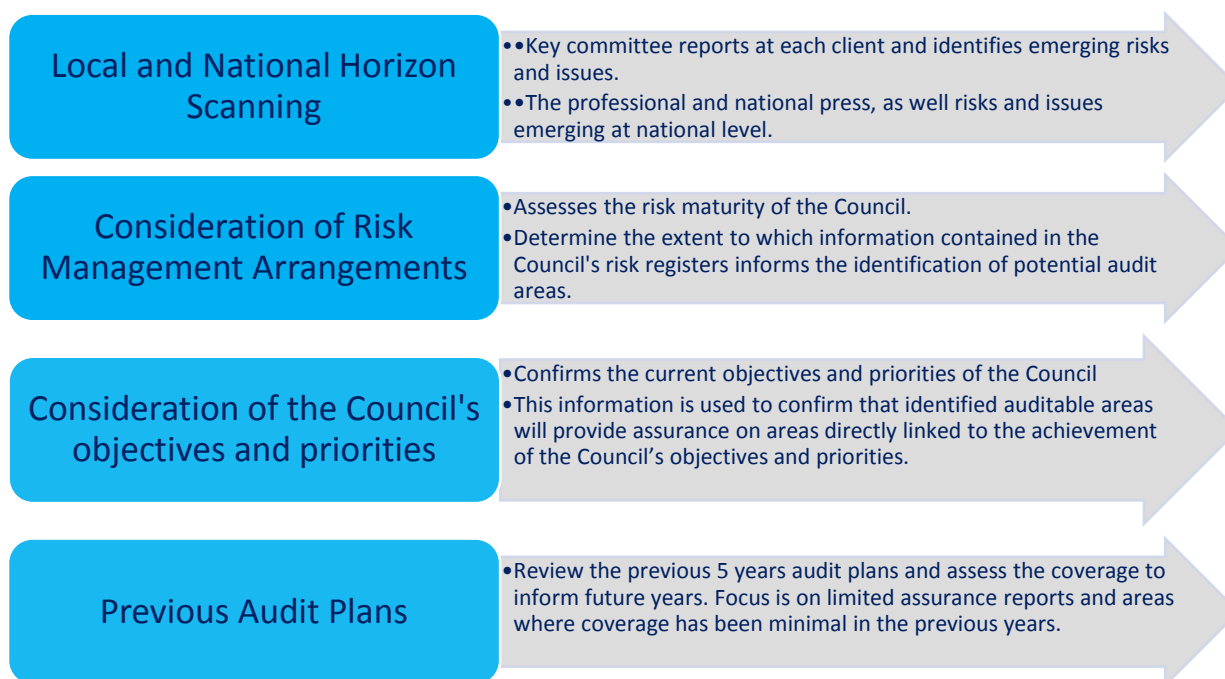 Local and National Horizon
Scanning
••Key committee reports at each client and identifies emerging risks
and issues.
••The professional and national press, as well risks and issues
emerging at national level.
Consideration of Risk
Management Arrangements
•Assesses the risk maturity of the Council.
•Determine the extent to which information contained in the
Council's risk registers informs the identification of potential audit
areas.
Consideration of the Council's
objectives and priorities
•Confirms the current objectives and priorities of the Council
•This information is used to confirm that identified auditable areas
will provide assurance on areas directly linked to the achievement
of the Council’s objectives and priorities.
Previous Audit Plans
•Review the previous 5 years audit plans and assess the coverage to
inform future years. Focus is on limited assurance reports and areas
where coverage has been minimal in the previous years.